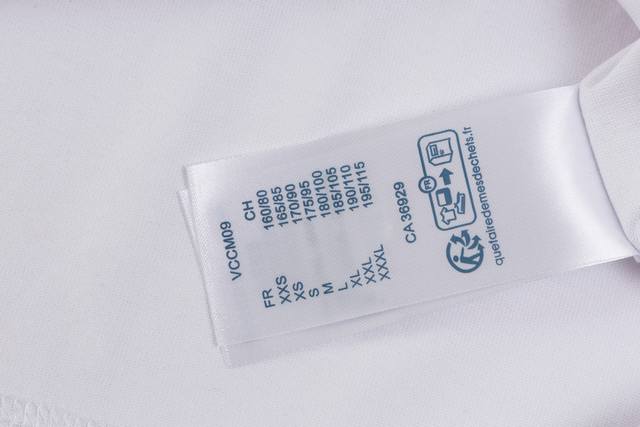 VCCM09
FR CH
XXS 160/80
XS 165/85
S 170/90
M 175/95
L 180/100
XL 185/105
XXL 190/110
XXXL 195/115
CA 36929
FR
quefairedemesdechets.fr